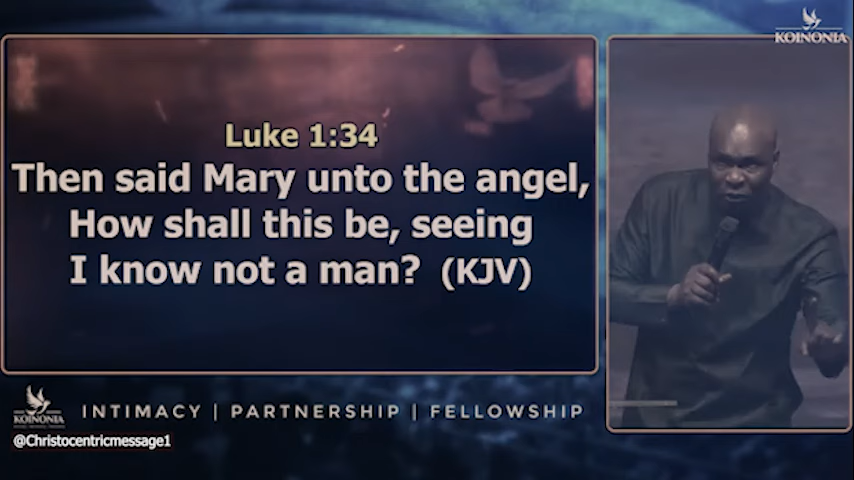 KOINONIA
Luke 1:34
Then said Mary unto the angel,
How shall this be, seeing
I know not a man? (KJV)
KOINONIA
INTIMACY | PARTNERSHIP | FELLOWSHIP
@Christocentricmessage1